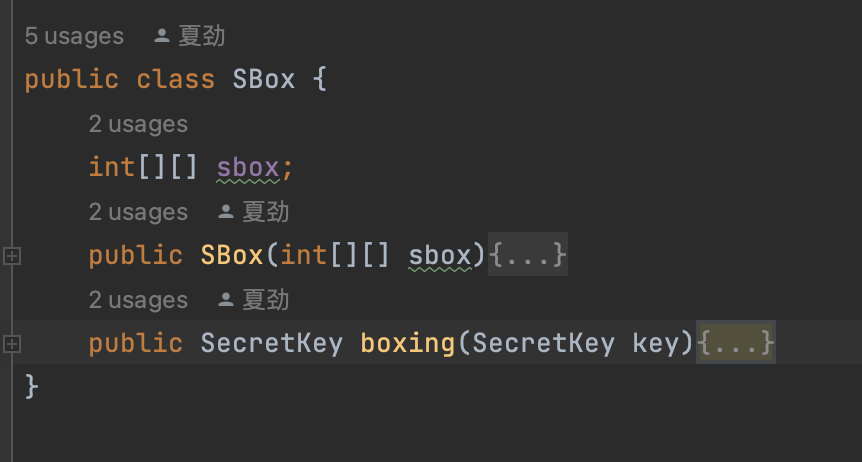 5 usages 夏劲
public class SBox {
2 usages
int[][] sbox;
2 usages 夏劲
public SBox(int[][] sbox){...}
2 usages 夏劲
public SecretKey boxing(SecretKey key){...}
}